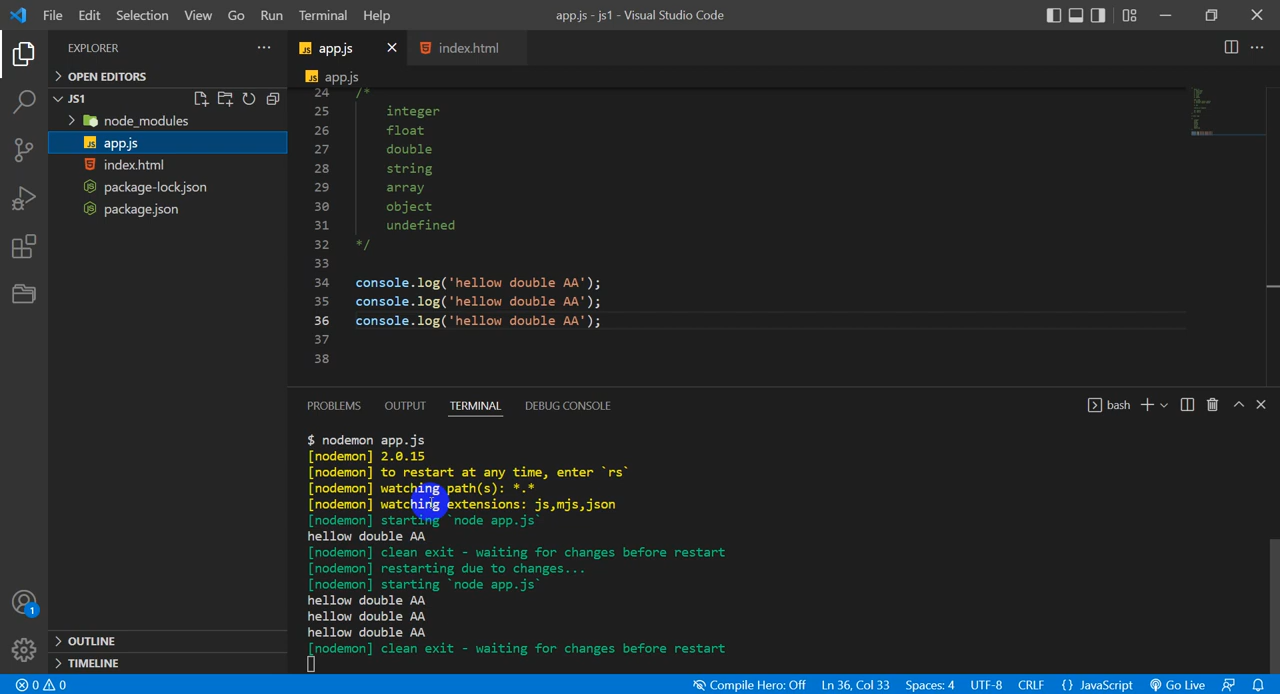 File Edit Selection View Go Run Terminal Help
app.js - js1 - Visual Studio Code
EXPLORER
OPEN EDITORS
JS1
node_modules
JS app.js
index.html
package-lock.json
package.json
OUTLINE
TIMELINE
JS app.js
index.html
JS app.js
24 /*
25 integer
26 float
27 double
28 string
29 array
30 object
31 undefined
32 */
33
34 console.log('hellow double AA');
35 console.log('hellow double AA');
36 console.log('hellow double AA');
37
38
PROBLEMS OUTPUT TERMINAL DEBUG CONSOLE
bash
$ nodemon app.js
[nodemon] 2.0.15
[nodemon] to restart at any time, enter `rs`
[nodemon] watching path(s): *.*
[nodemon] watching extensions: js,mjs,json
[nodemon] starting `node app.js`
hellow double AA
[nodemon] clean exit - waiting for changes before restart
[nodemon] restarting due to changes...
[nodemon] starting `node app.js`
hellow double AA
hellow double AA
hellow double AA
[nodemon] clean exit - waiting for changes before restart
1
0 0
Compile Hero: Off Ln 36, Col 33 Spaces: 4 UTF-8 CRLF {} JavaScript Go Live